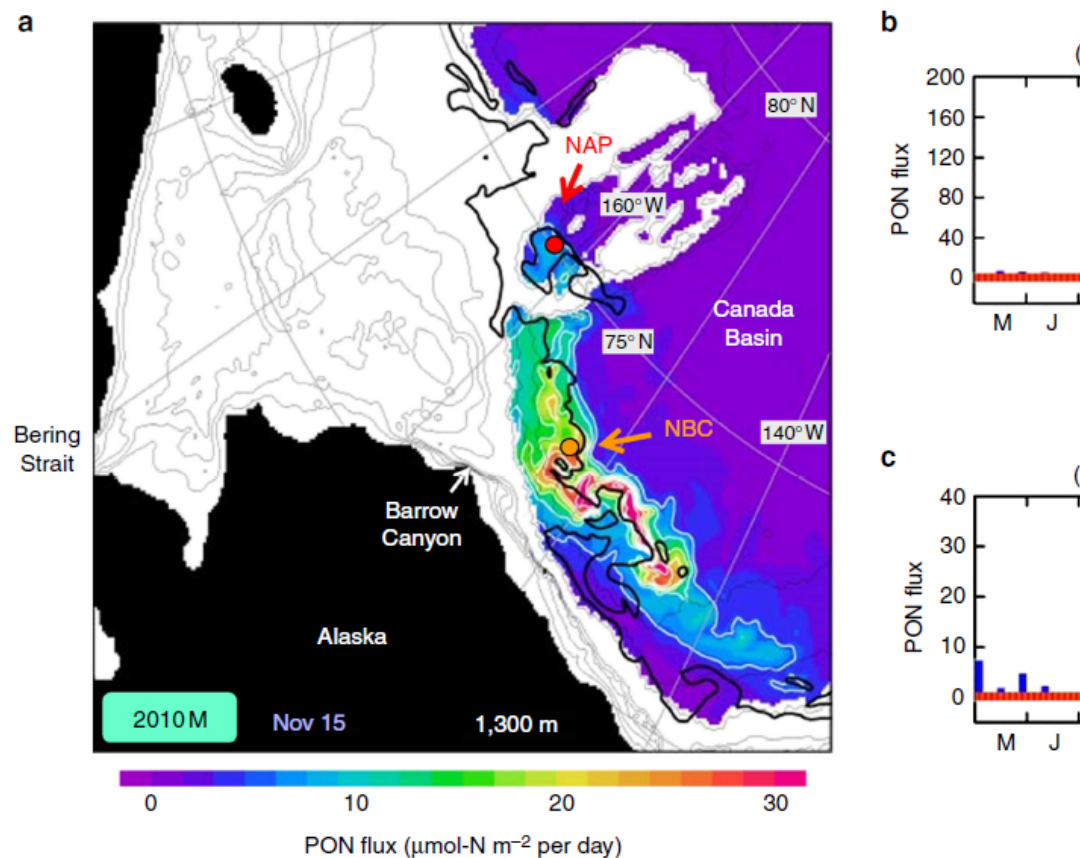 a
NAP
80° N
160° W
Canada
Basin
75° N
NBC
140° W
Bering
Strait
Barrow
Canyon
Alaska
2010 M
Nov 15
1,300 m
0
10
20
30
PON flux (µmol-N m⁻² per day)
b
(
200
160
120
80
40
0
PON flux
M
J
c
(
40
30
20
10
0
PON flux
M
J